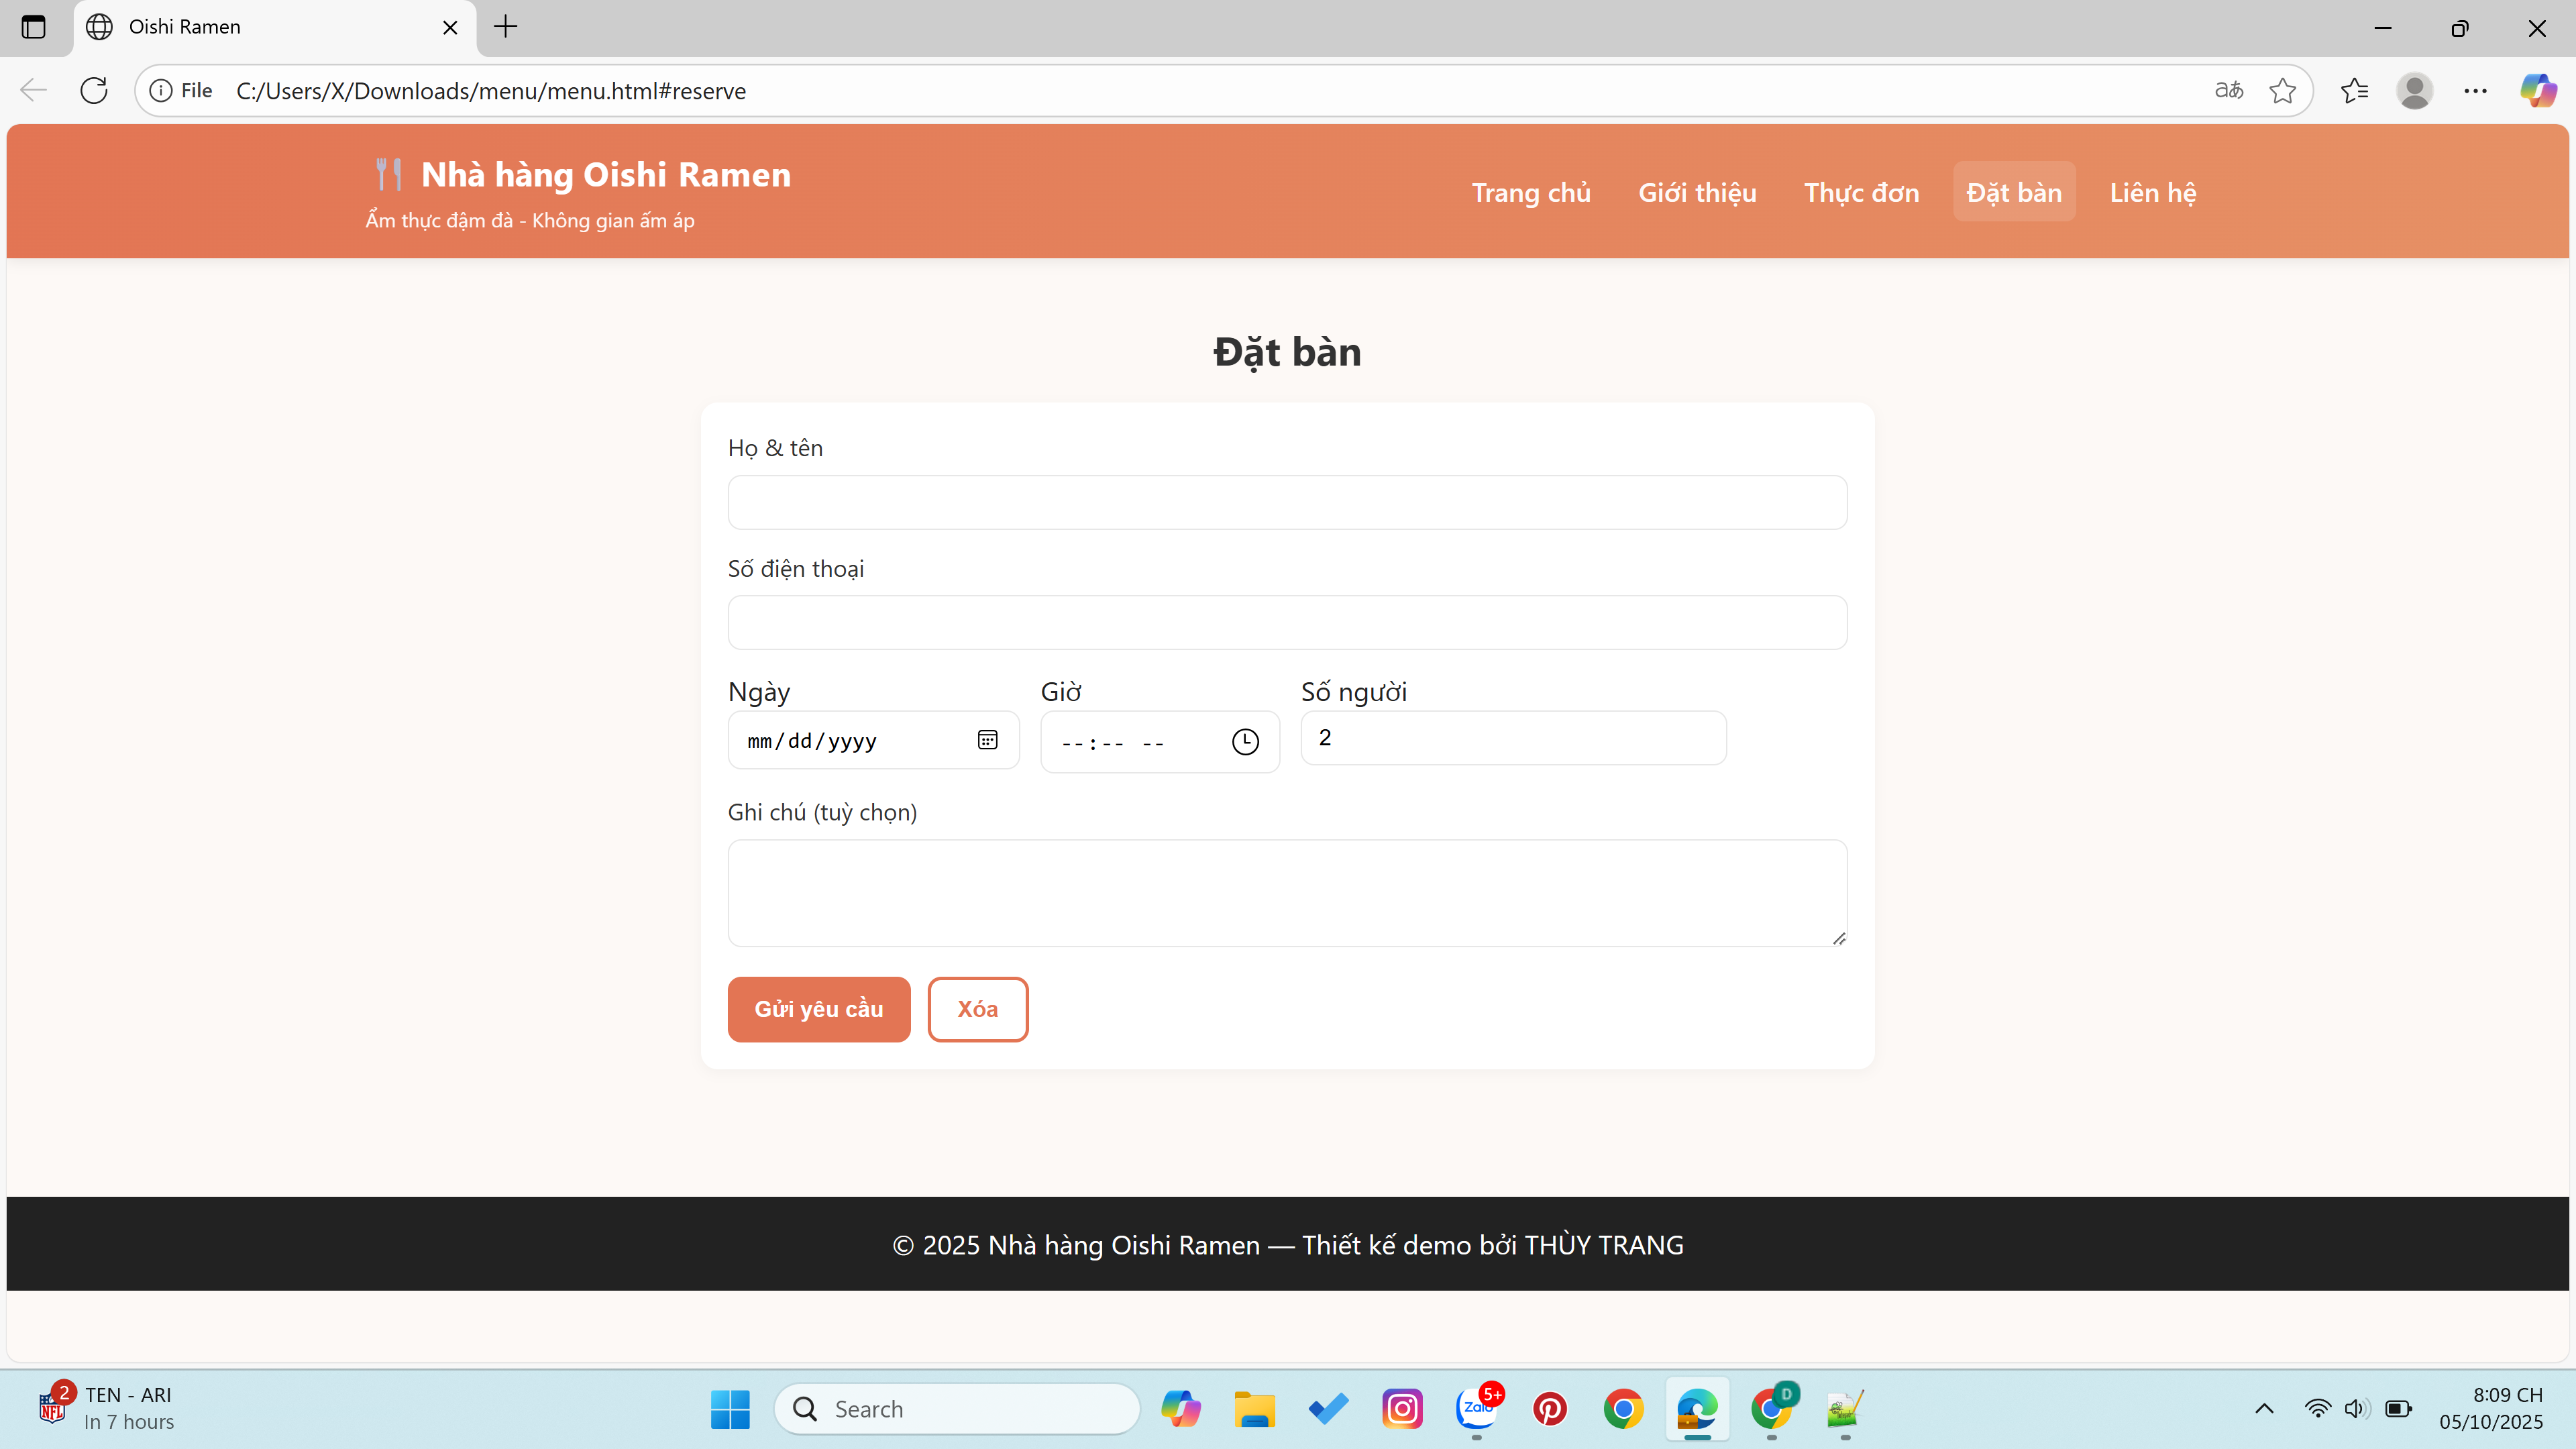 Oishi Ramen
File C:/Users/X/Downloads/menu/menu.html#reserve
aあ
Nhà hàng Oishi Ramen
Ẩm thực đậm đà - Không gian ấm áp
Trang chủ Giới thiệu Thực đơn Đặt bàn Liên hệ
Đặt bàn
Họ & tên
Số điện thoại
Ngày Giờ Số người
mm/dd/yyyy --:-- -- 2
Ghi chú (tuỳ chọn)
Gửi yêu cầu Xóa
© 2025 Nhà hàng Oishi Ramen — Thiết kế demo bởi THÙY TRANG
2 NFL TEN - ARI
In 7 hours
Search
Zalo 5+
D
8:09 CH
05/10/2025